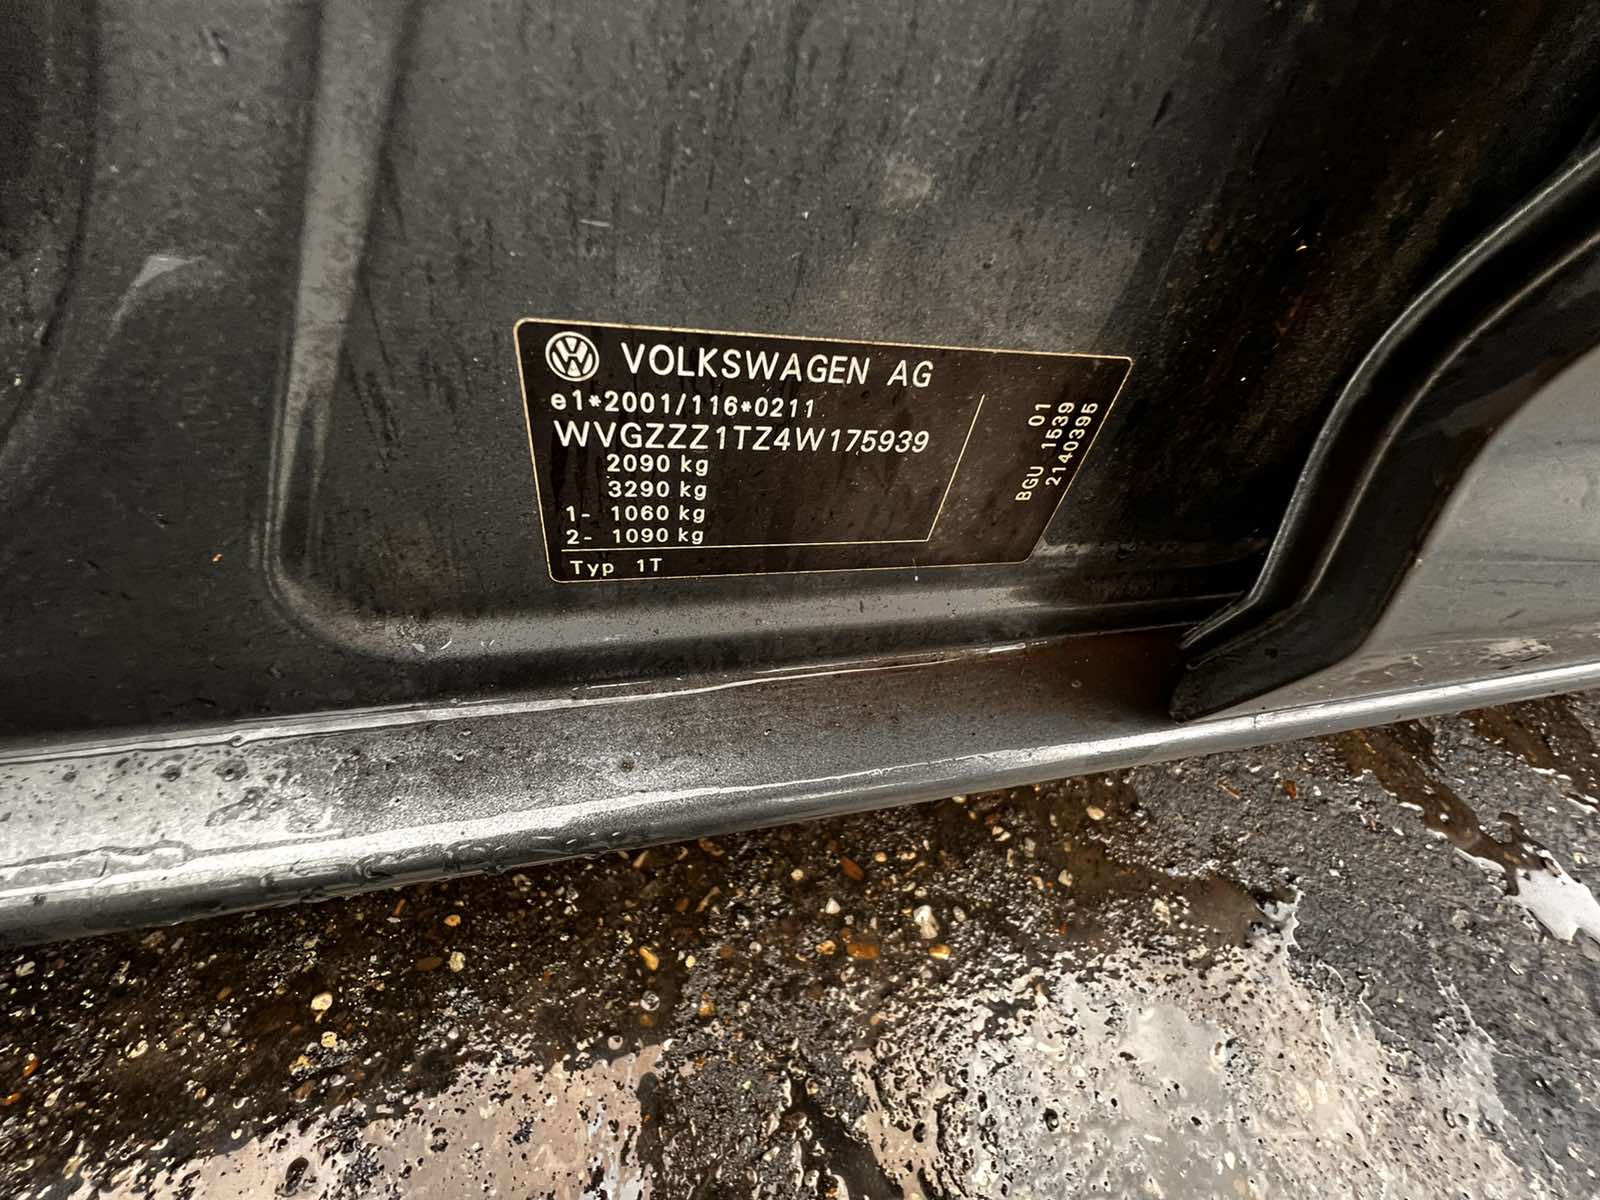 VOLKSWAGEN AG
e1*2001/116*0211
WVGZZZ1TZ4W175939
2090 kg
3290 kg
1- 1060 kg
2- 1090 kg
Typ 1T
01
BGU 1539
2140395